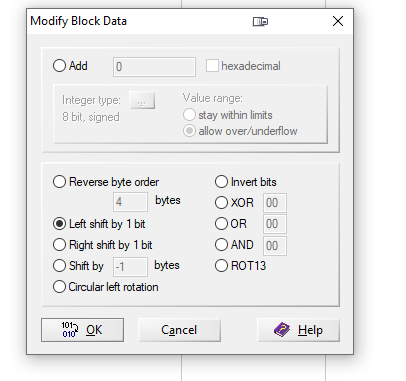 Modify Block Data
Add 0 hexadecimal
Integer type: ...
8 bit, signed
Value range:
stay within limits
allow over/underflow
Reverse byte order
4 bytes
Left shift by 1 bit
Right shift by 1 bit
Shift by -1 bytes
Circular left rotation
Invert bits
XOR 00
OR 00
AND 00
ROT13
OK Cancel Help